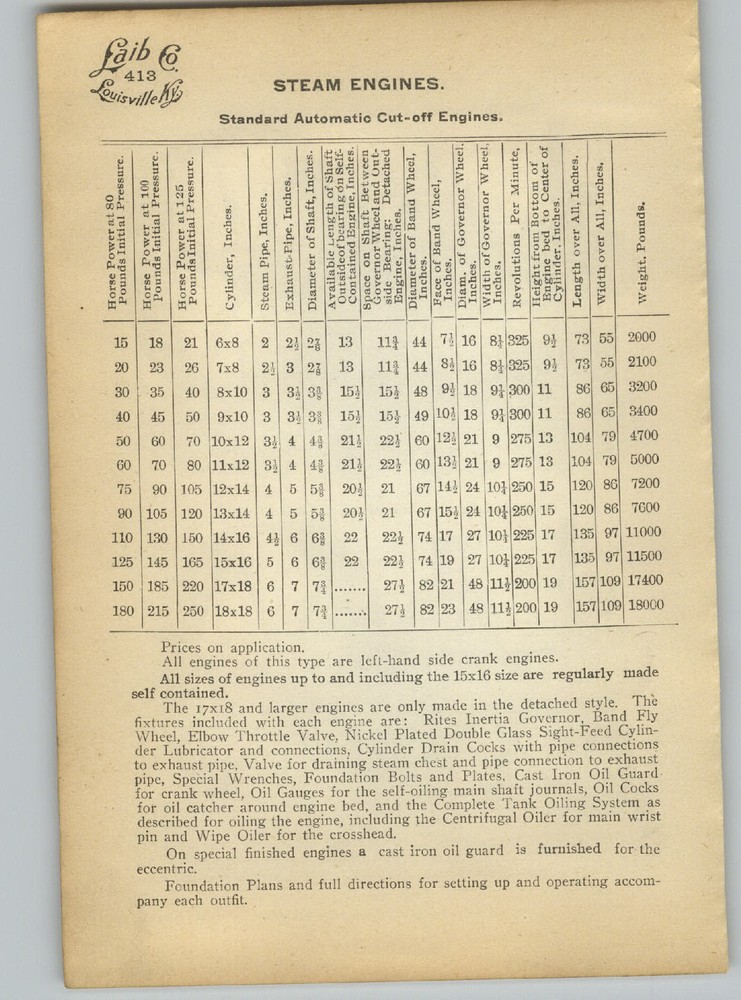 Laib Co.
413
Louisville Ky.
STEAM ENGINES.
Standard Automatic Cut-off Engines.
Horse Power at 80 Pounds Initial Pressure.
Horse Power at 100 Pounds Initial Pressure.
Horse Power at 125 Pounds Initial Pressure.
Cylinder, Inches.
Steam Pipe, Inches.
Exhaust Pipe, Inches.
Diameter of Shaft, Inches.
Available Length of Shaft Outside of bearing on Self-Contained Engine, Inches.
Space on Shaft Between Governor Wheel and Outside Bearing: Detached Engine, Inches.
Diameter of Band Wheel, Inches.
Face of Band Wheel, Inches.
Diam. of Governor Wheel. Inches.
Width of Governor Wheel, Inches.
Revolutions Per Minute,
Height from Bottom of Engine bed to Center of Cylinder, Inches.
Length over All, Inches.
Width over All, Inches.
Weight, Pounds.
15 18 21 6x8 2 2½ 2⅞ 13 11¾ 44 7½ 16 8¼ 325 9½ 73 55 2000
20 23 26 7x8 2½ 3 2⅞ 13 11¾ 44 8½ 16 8¼ 325 9½ 73 55 2100
30 35 40 8x10 3 3½ 3⅜ 15½ 15½ 48 9½ 18 9¼ 300 11 86 65 3200
40 45 50 9x10 3 3½ 3⅜ 15½ 15½ 49 10½ 18 9¼ 300 11 86 65 3400
50 60 70 10x12 3½ 4 4⅜ 21½ 22½ 60 12½ 21 9 275 13 104 79 4700
60 70 80 11x12 3½ 4 4⅜ 21½ 22½ 60 13½ 21 9 275 13 104 79 5000
75 90 105 12x14 4 5 5⅜ 20½ 21 67 14½ 24 10¼ 250 15 120 86 7200
90 105 120 13x14 4 5 5⅜ 20½ 21 67 15½ 24 10¼ 250 15 120 86 7600
110 130 150 14x16 4½ 6 6⅜ 22 22½ 74 17 27 10¼ 225 17 135 97 11000
125 145 165 15x16 5 6 6⅜ 22 22½ 74 19 27 10¼ 225 17 135 97 11500
150 185 220 17x18 6 7 7¾ ....... 27½ 82 21 48 11½ 200 19 157 109 17400
180 215 250 18x18 6 7 7¾ ....... 27½ 82 23 48 11½ 200 19 157 109 18000
Prices on application.
All engines of this type are left-hand side crank engines.
All sizes of engines up to and including the 15x16 size are regularly made
self contained.
The 17x18 and larger engines are only made in the detached style. The
fixtures included with each engine are: Rites Inertia Governor, Band Fly
Wheel, Elbow Throttle Valve, Nickel Plated Double Glass Sight-Feed Cylin-
der Lubricator and connections, Cylinder Drain Cocks with pipe connections
to exhaust pipe, Valve for draining steam chest and pipe connection to exhaust
pipe, Special Wrenches, Foundation Bolts and Plates, Cast Iron Oil Guard
for crank wheel, Oil Gauges for the self-oiling main shaft journals, Oil Cocks
for oil catcher around engine bed, and the Complete Tank Oiling System as
described for oiling the engine, including the Centrifugal Oiler for main wrist
pin and Wipe Oiler for the crosshead.
On special finished engines a cast iron oil guard is furnished for the
eccentric.
Foundation Plans and full directions for setting up and operating accom-
pany each outfit.